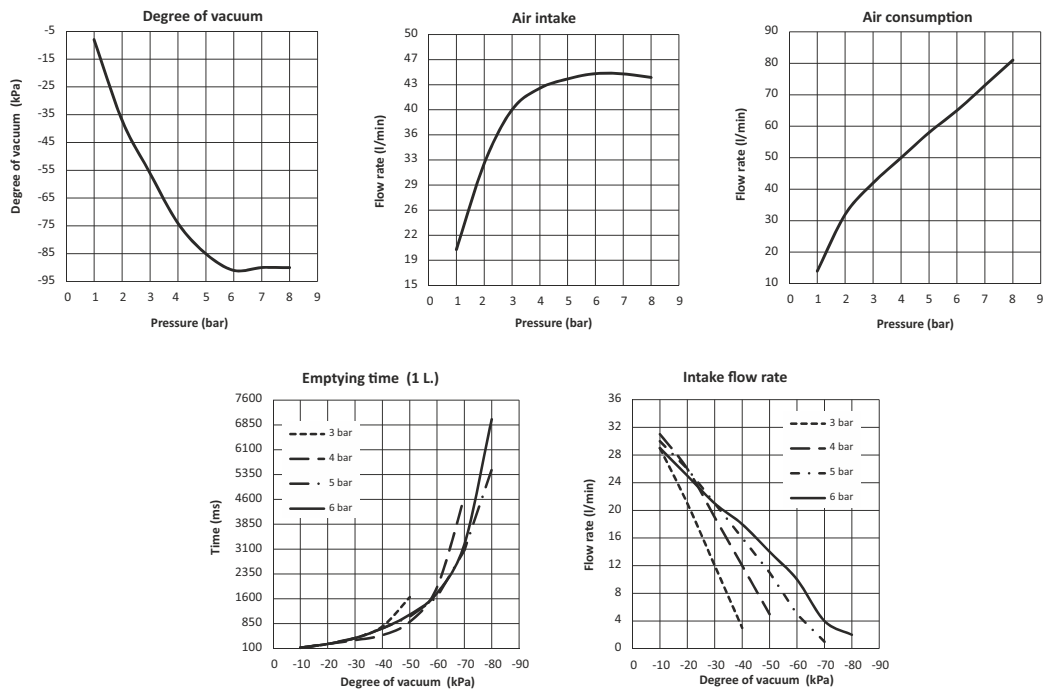 Degree of vacuum
-5
-15
-25
-35
-45
-55
-65
-75
-85
-95
Degree of vacuum (kPa)
0 1 2 3 4 5 6 7 8 9
Pressure (bar)
Air intake
50
47
43
40
36
33
29
26
22
19
15
Flow rate (l/min)
0 1 2 3 4 5 6 7 8 9
Pressure (bar)
Air consumption
90
80
70
60
50
40
30
20
10
Flow rate (l/min)
0 1 2 3 4 5 6 7 8 9
Pressure (bar)
Emptying time (1 L.)
7600
6850
6100
5350
4600
3850
3100
2350
1600
850
100
Time (ms)
3 bar
4 bar
5 bar
6 bar
0 -10 -20 -30 -40 -50 -60 -70 -80 -90
Degree of vacuum (kPa)
Intake flow rate
36
32
28
24
20
16
12
8
4
0
Flow rate (l/min)
3 bar
4 bar
5 bar
6 bar
0 -10 -20 -30 -40 -50 -60 -70 -80 -90
Degree of vacuum (kPa)